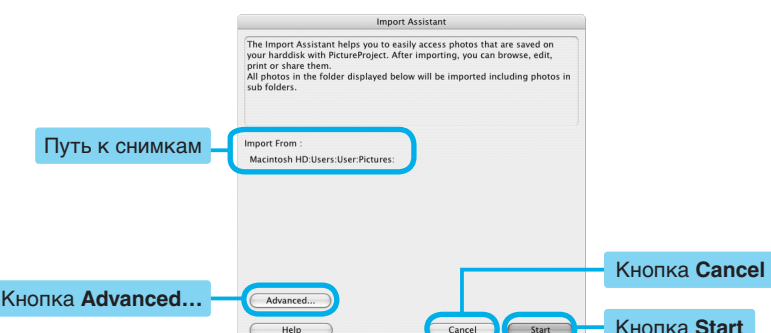 Import Assistant
The Import Assistant helps you to easily access photos that are saved on
your harddisk with PictureProject. After importing, you can browse, edit,
print or share them.
All photos in the folder displayed below will be imported including photos in
sub folders.
Путь к снимкам
Import From :
Macintosh HD:Users:User:Pictures:
Кнопка Cancel
Кнопка Advanced...
Advanced...
Help
Cancel
Start
Кнопка Start